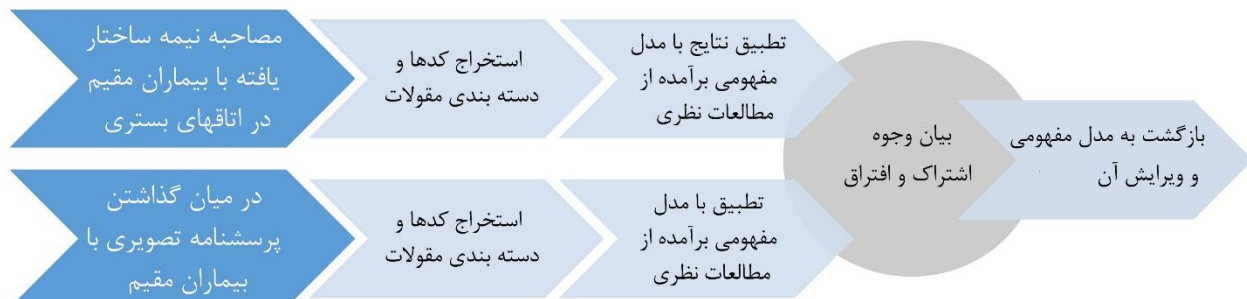 مصاحبه نیمه ساختار
یافته با بیماران مقیم
در اتاقهای بستری
استخراج کدها و
دسته بندی مقولات
تطبیق نتایج با مدل
مفهومی برآمده از
مطالعات نظری
در میان گذاشتن
پرسشنامه تصویری با
بیماران مقیم
استخراج کدها و
دسته بندی مقولات
تطبیق با مدل
مفهومی برآمده از
مطالعات نظری
بیان وجوه
اشتراک و افتراق
بازگشت به مدل مفهومی
و ویرایش آن